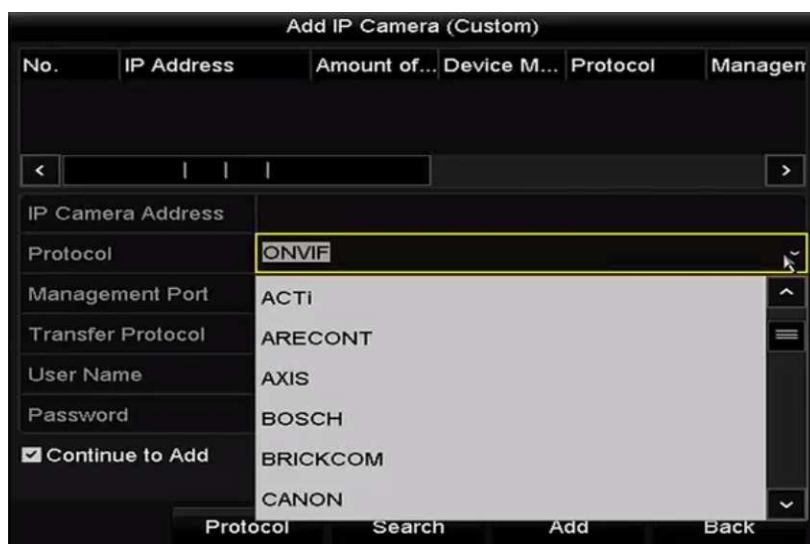 Add IP Camera (Custom)
No. IP Address Amount of... Device M... Protocol Managem
IP Camera Address
Protocol ONVIF
Management Port ACTi
Transfer Protocol ARECONT
User Name AXIS
Password BOSCH
Continue to Add BRICKCOM
CANON
Protocol Search Add Back